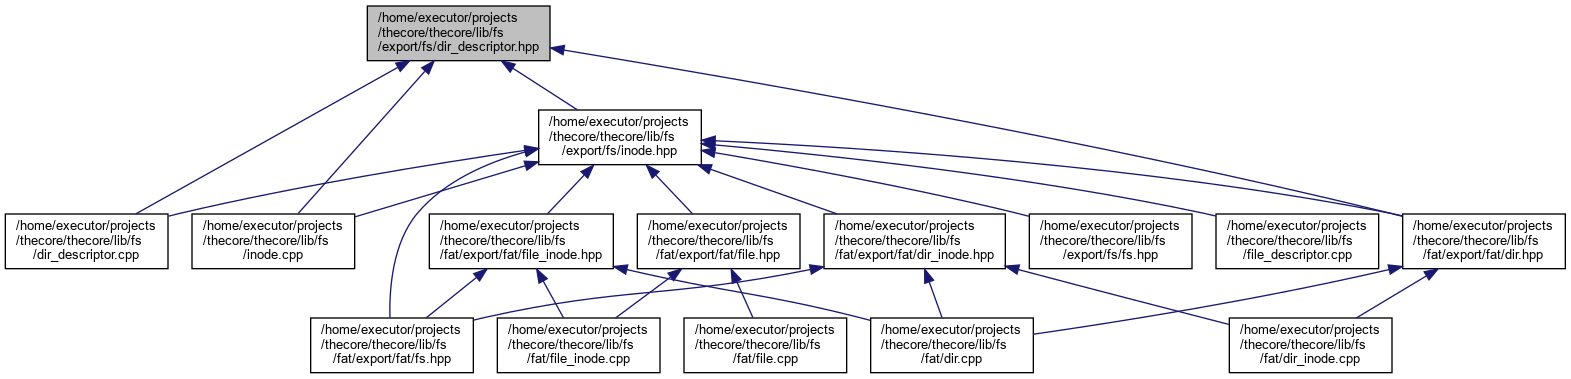 /home/executor/projects
/thecore/thecore/lib/fs
/export/fs/dir_descriptor.hpp
/home/executor/projects
/thecore/thecore/lib/fs
/export/fs/inode.hpp
/home/executor/projects
/thecore/thecore/lib/fs
/dir_descriptor.cpp
/home/executor/projects
/thecore/thecore/lib/fs
/inode.cpp
/home/executor/projects
/thecore/thecore/lib/fs
/fat/export/fat/file_inode.hpp
/home/executor/projects
/thecore/thecore/lib/fs
/fat/export/fat/file.hpp
/home/executor/projects
/thecore/thecore/lib/fs
/fat/export/fat/dir_inode.hpp
/home/executor/projects
/thecore/thecore/lib/fs
/export/fs/fs.hpp
/home/executor/projects
/thecore/thecore/lib/fs
/file_descriptor.cpp
/home/executor/projects
/thecore/thecore/lib/fs
/fat/export/fat/dir.hpp
/home/executor/projects
/thecore/thecore/lib/fs
/fat/export/fat/fs.hpp
/home/executor/projects
/thecore/thecore/lib/fs
/fat/file_inode.cpp
/home/executor/projects
/thecore/thecore/lib/fs
/fat/file.cpp
/home/executor/projects
/thecore/thecore/lib/fs
/fat/dir.cpp
/home/executor/projects
/thecore/thecore/lib/fs
/fat/dir_inode.cpp